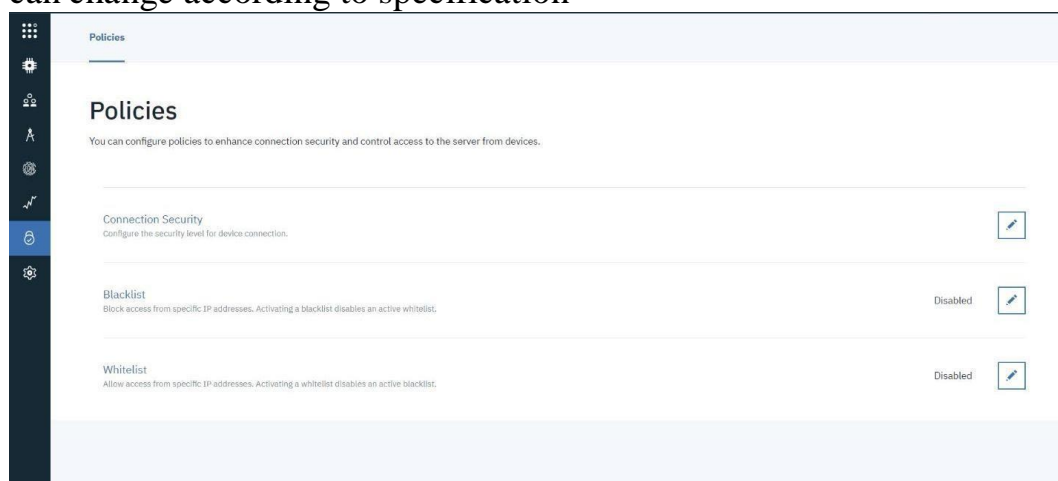 can change according to specification
Policies
Policies
You can configure policies to enhance connection security and control access to the server from devices.
Connection Security
Configure the security level for device connection.
Blacklist
Block access from specific IP addresses. Activating a blacklist disables an active whitelist.
Disabled
Whitelist
Allow access from specific IP addresses. Activating a whitelist disables an active blacklist.
Disabled